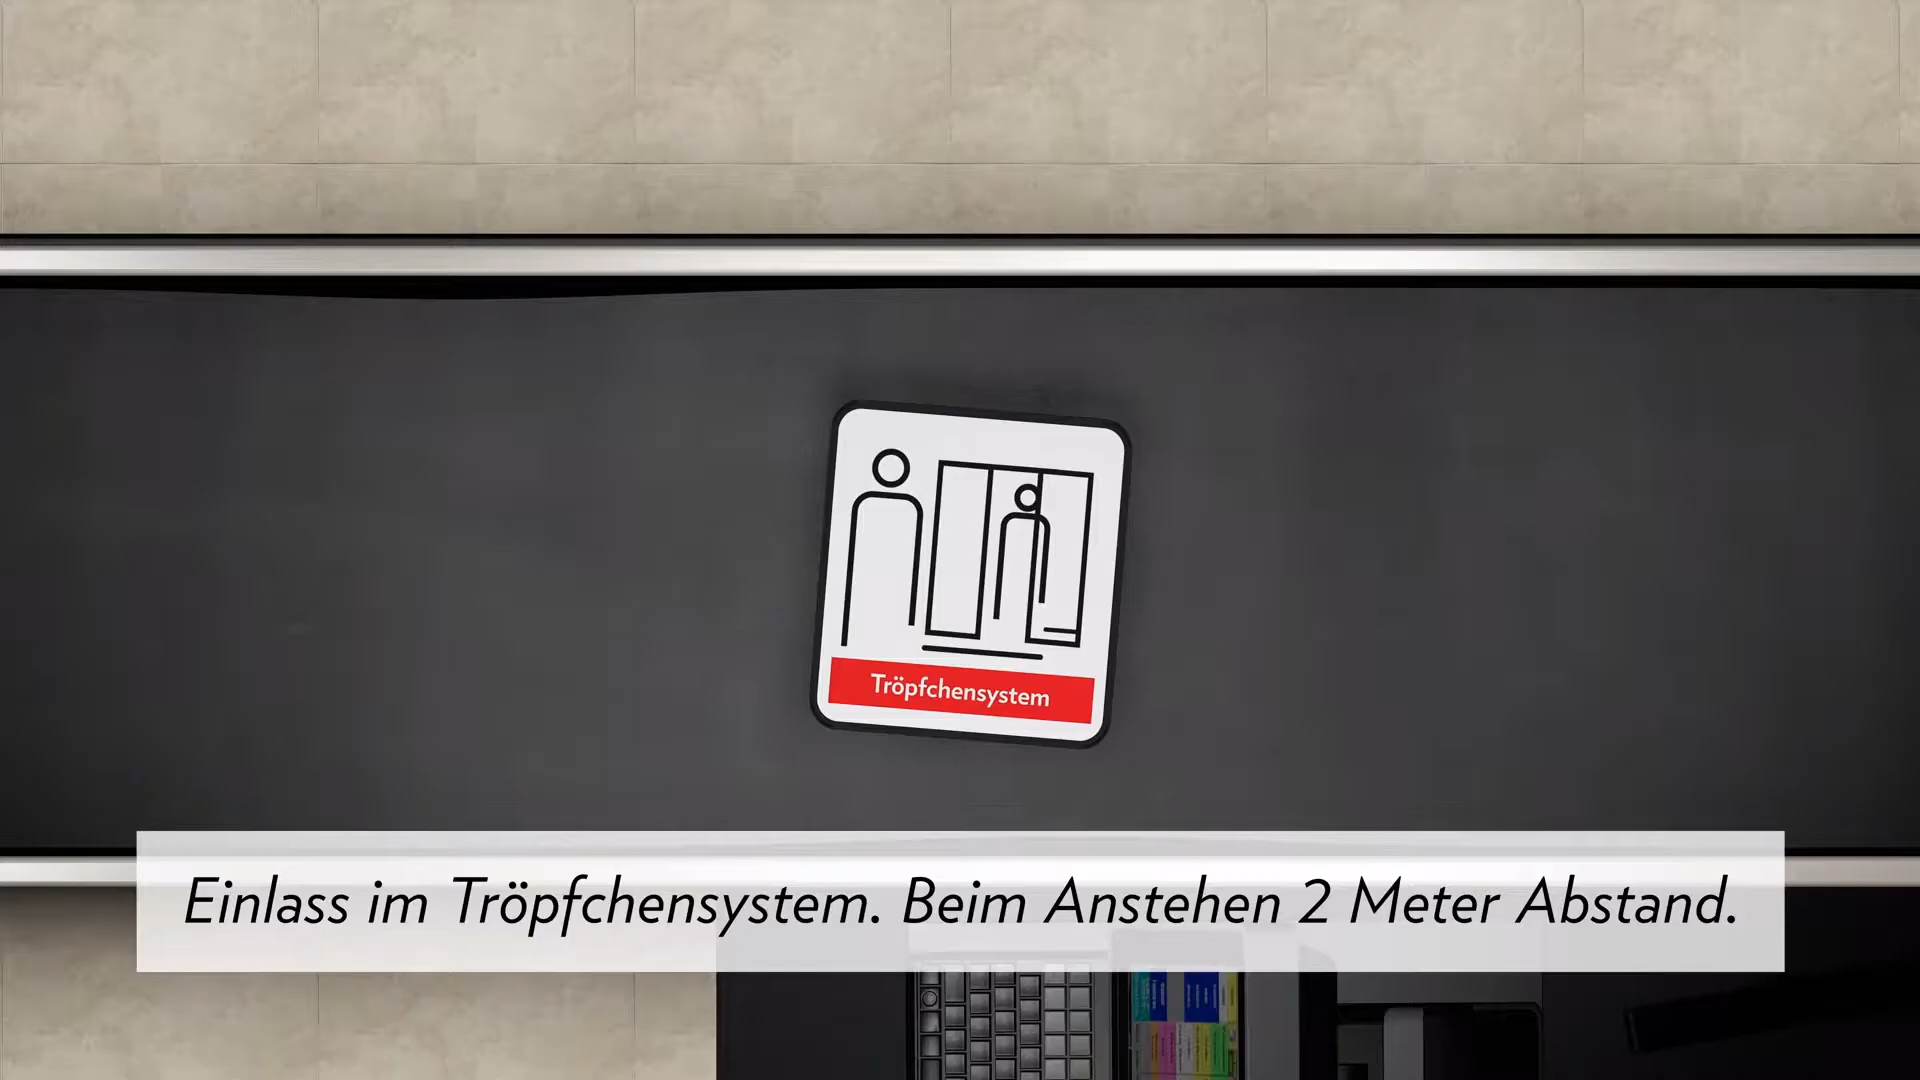 Tröpfchensystem
Einlass im Tröpfchensystem. Beim Anstehen 2 Meter Abstand.